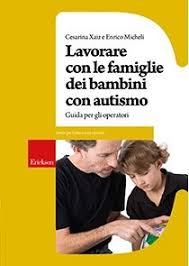 Cesarina Xaiz e Enrico Micheli
Lavorare
con le famiglie
dei bambini
con autismo
Guida per gli operatori
Erickson